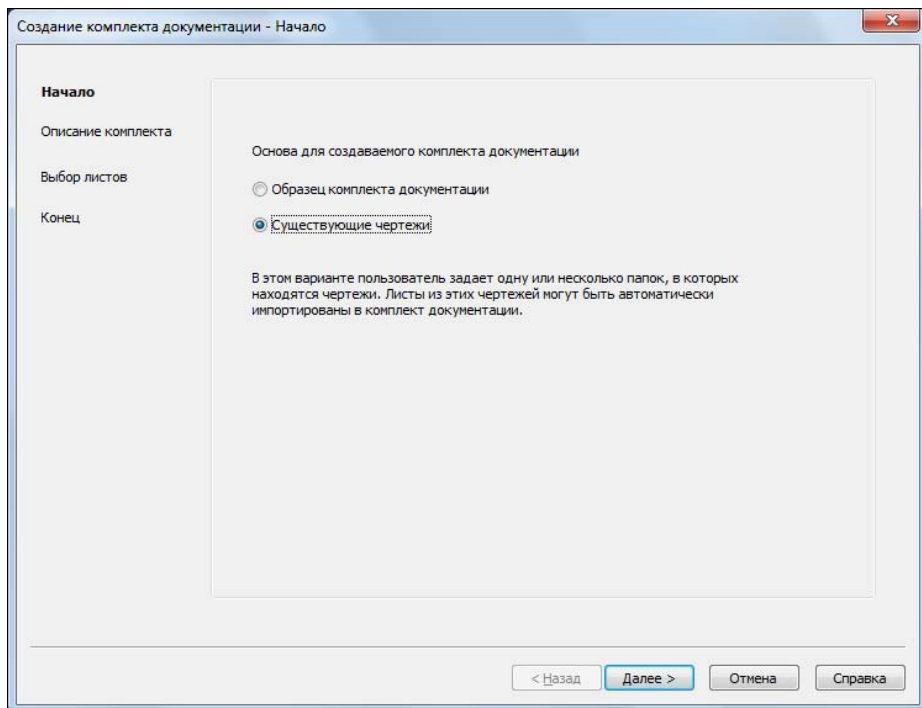 Создание комплекта документации - Начало
Начало
Описание комплекта
Выбор листов
Конец
Основа для создаваемого комплекта документации
Образец комплекта документации
Существующие чертежи
В этом варианте пользователь задает одну или несколько папок, в которых
находятся чертежи. Листы из этих чертежей могут быть автоматически
импортированы в комплект документации.
< Назад
Далее >
Отмена
Справка